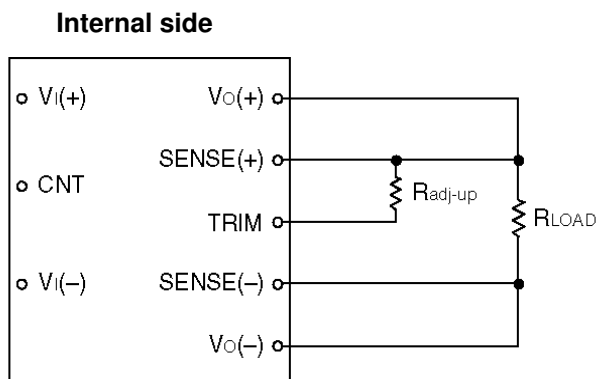 Internal side
VI(+)
VO(+)
SENSE(+)
CNT
Radj-up
TRIM
RLOAD
VI(–)
SENSE(–)
VO(–)